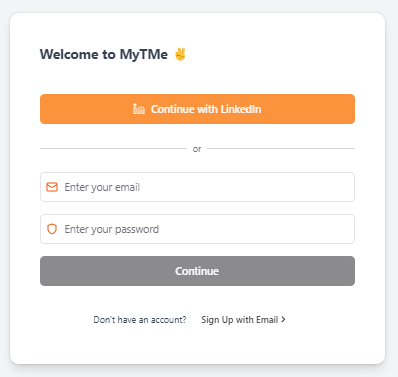 Welcome to MyTMe ✌️
Continue with LinkedIn
or
Enter your email
Enter your password
Continue
Don't have an account? Sign Up with Email >